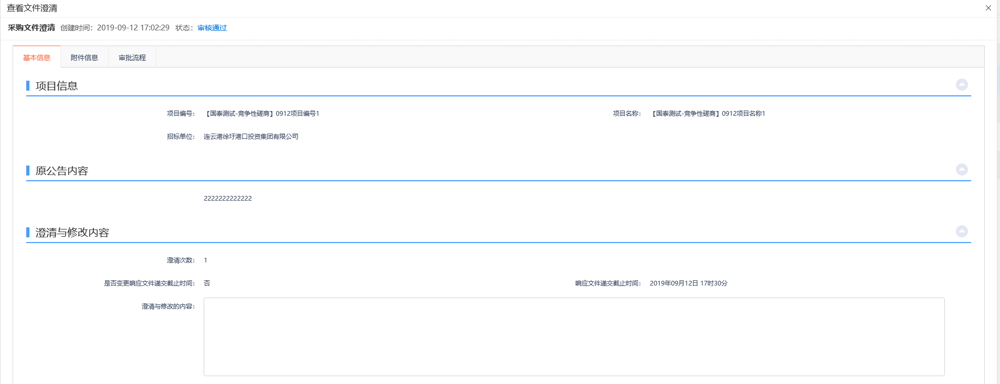 查看文件澄清
采购文件澄清 创建时间：2019-09-12 17:02:29 状态：审核通过
基本信息 附件信息 审批流程
项目信息
项目编号： 【国泰测试-竞争性磋商】0912项目编号1 项目名称： 【国泰测试-竞争性磋商】0912项目名称1
招标单位： 连云港徐圩港口投资集团有限公司
原公告内容
2222222222222
澄清与修改内容
澄清次数： 1
是否变更响应文件递交截止时间： 否 响应文件递交截止时间： 2019年09月12日 17时30分
澄清与修改的内容：